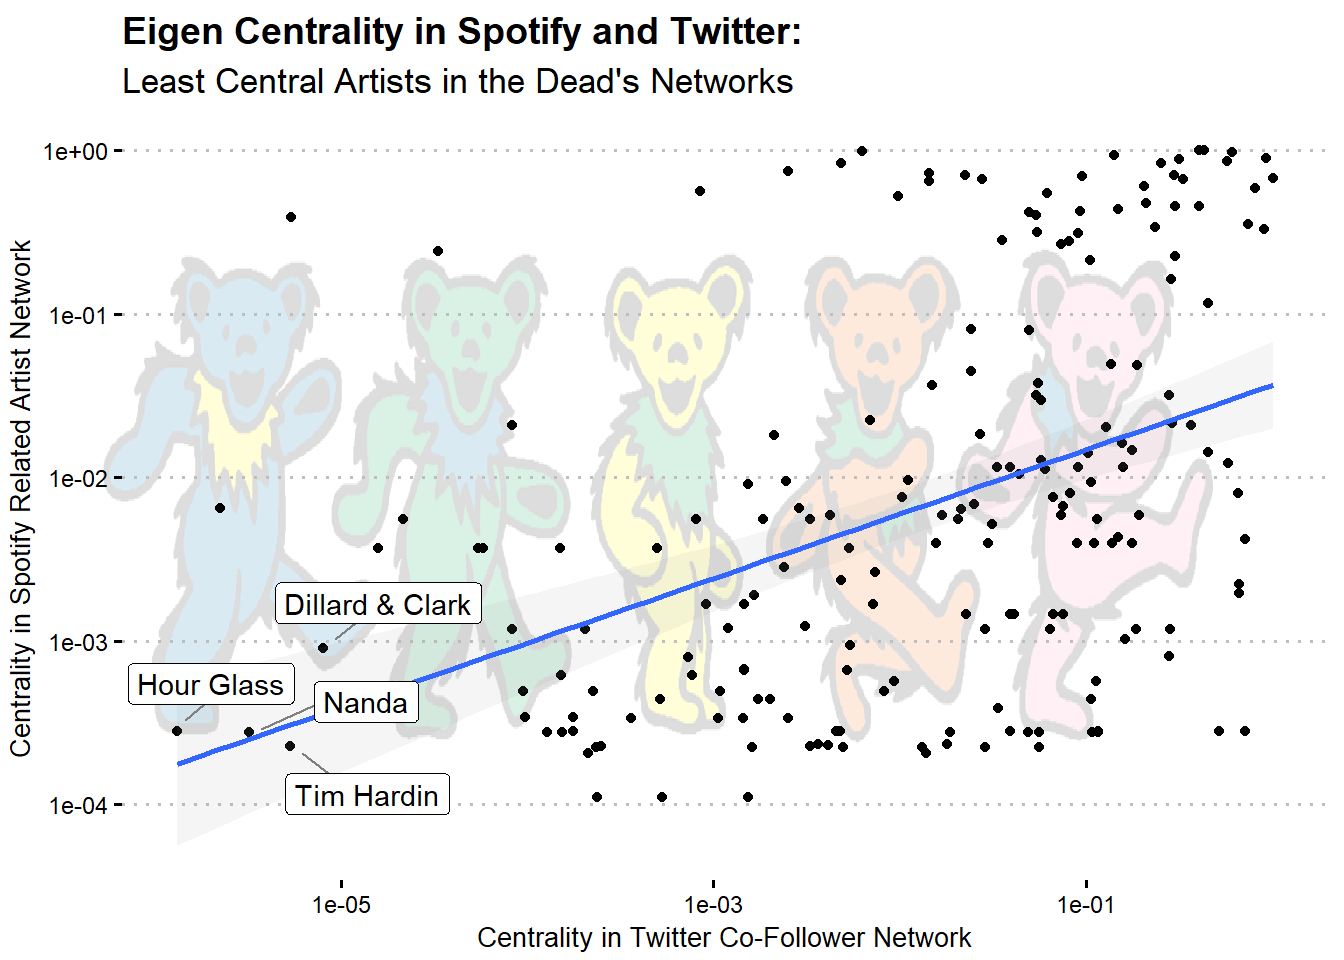 Eigen Centrality in Spotify and Twitter:
Least Central Artists in the Dead's Networks
Centrality in Spotify Related Artist Network
1e+00
1e-01
1e-02
1e-03
1e-04
Dillard & Clark
Hour Glass
Nanda
Tim Hardin
1e-05
1e-03
1e-01
Centrality in Twitter Co-Follower Network